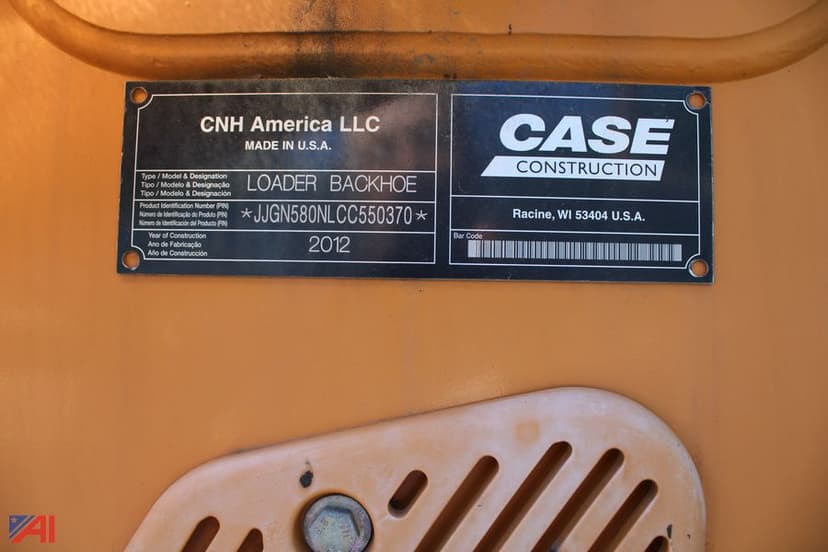 CNH America LLC
MADE IN U.S.A.
Type / Model & Designation
Tipo / Modelo & Designação
Tipo / Modelo & Designación
LOADER BACKHOE
Product Identification Number (PIN)
Número de Identificação do Produto (PIN)
Número de Identificación del Producto (PIN)
*JJGN580NLCC550370*
Year of Construction
Ano de Fabricação
Año de Construcción
2012
CASE
CONSTRUCTION
Racine, WI 53404 U.S.A.
Bar Code
AI